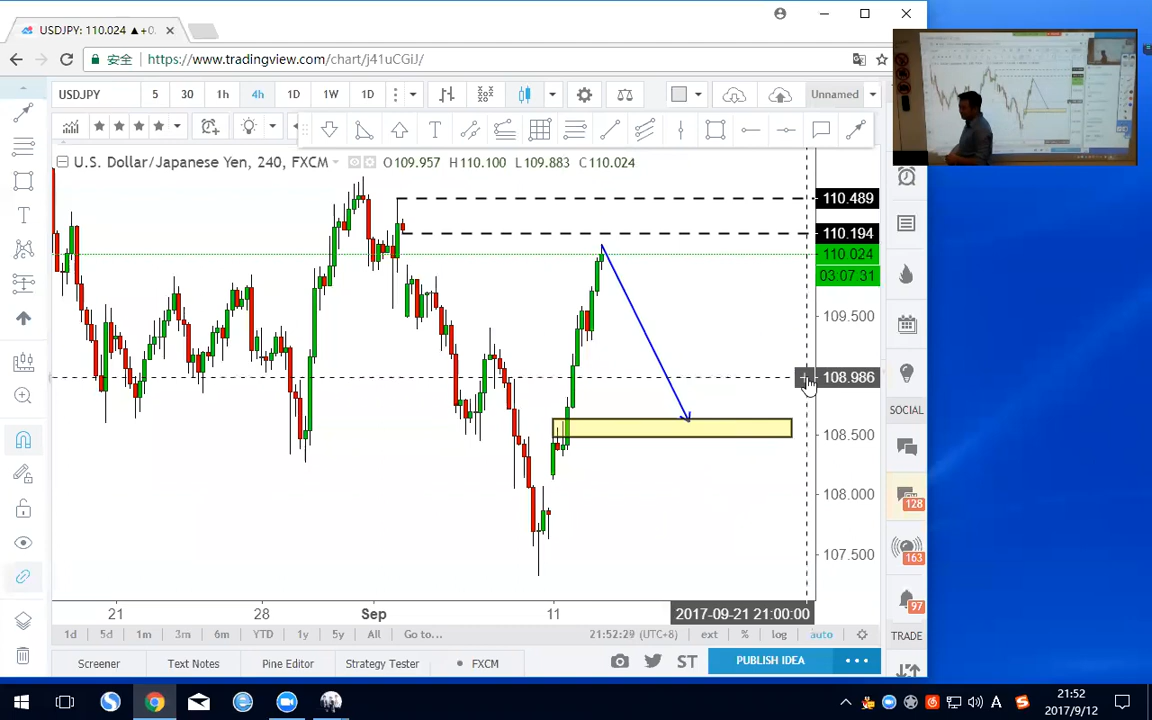 USDJPY: 110.024 ▲+0.
安全 https://www.tradingview.com/chart/j41uCGiJ/
USDJPY 5 30 1h 4h 1D 1W 1D Unnamed
T
U.S. Dollar/Japanese Yen, 240, FXCM O109.957 H110.100 L109.883 C110.024
110.489
110.194
110.024
03:07:31
109.500
108.986
108.500
108.000
107.500
T
SOCIAL
128
163
97
TRADE
21 28 Sep 11 2017-09-21 21:00:00
1d 5d 1m 3m 6m YTD 1y 5y All Go to... 21:52:29 (UTC+8) ext % log auto
Screener Text Notes Pine Editor Strategy Tester FXCM ST PUBLISH IDEA
A 21:52
2017/9/12